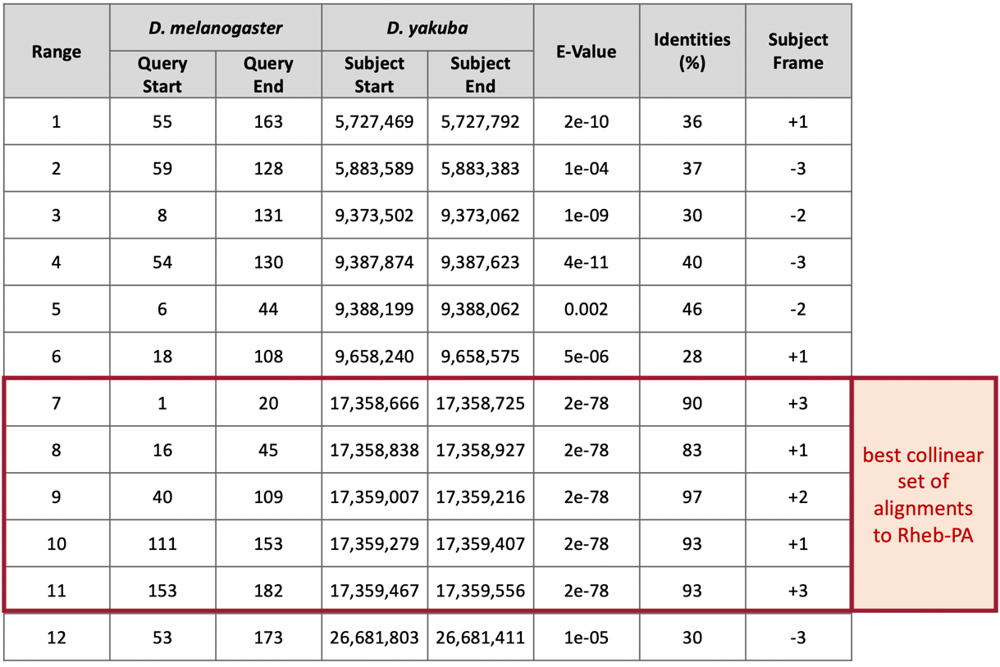 Range D. melanogaster D. yakuba E-Value Identities (%) Subject Frame
Query Start Query End Subject Start Subject End
1 55 163 5,727,469 5,727,792 2e-10 36 +1
2 59 128 5,883,589 5,883,383 1e-04 37 -3
3 8 131 9,373,502 9,373,062 1e-09 30 -2
4 54 130 9,387,874 9,387,623 4e-11 40 -3
5 6 44 9,388,199 9,388,062 0.002 46 -2
6 18 108 9,658,240 9,658,575 5e-06 28 +1
7 1 20 17,358,666 17,358,725 2e-78 90 +3
8 16 45 17,358,838 17,358,927 2e-78 83 +1
9 40 109 17,359,007 17,359,216 2e-78 97 +2
10 111 153 17,359,279 17,359,407 2e-78 93 +1
11 153 182 17,359,467 17,359,556 2e-78 93 +3
12 53 173 26,681,803 26,681,411 1e-05 30 -3
best collinear
set of
alignments
to Rheb-PA